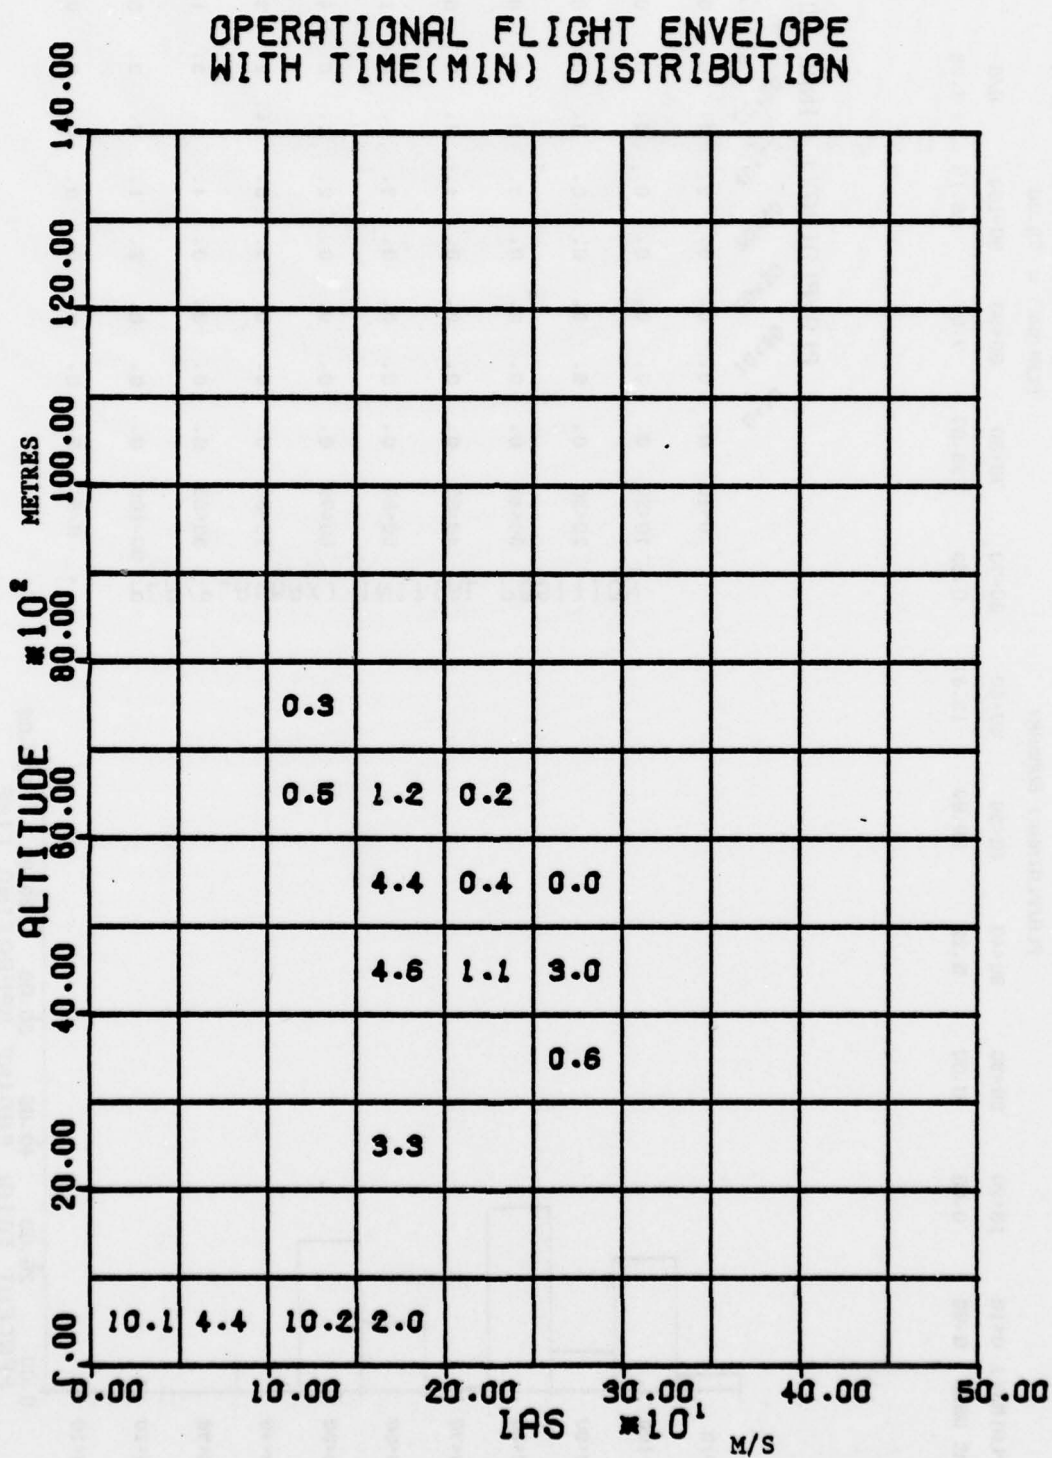 OPERATIONAL FLIGHT ENVELOPE
WITH TIME(MIN) DISTRIBUTION
140.00
120.00
100.00
80.00
60.00
40.00
20.00
.00
ALTITUDE *10² METRES
0.3
0.5 1.2 0.2
4.4 0.4 0.0
4.6 1.1 3.0
0.6
3.3
10.1 4.4 10.2 2.0
0.00 10.00 20.00 30.00 40.00 50.00
IAS *10¹ M/S